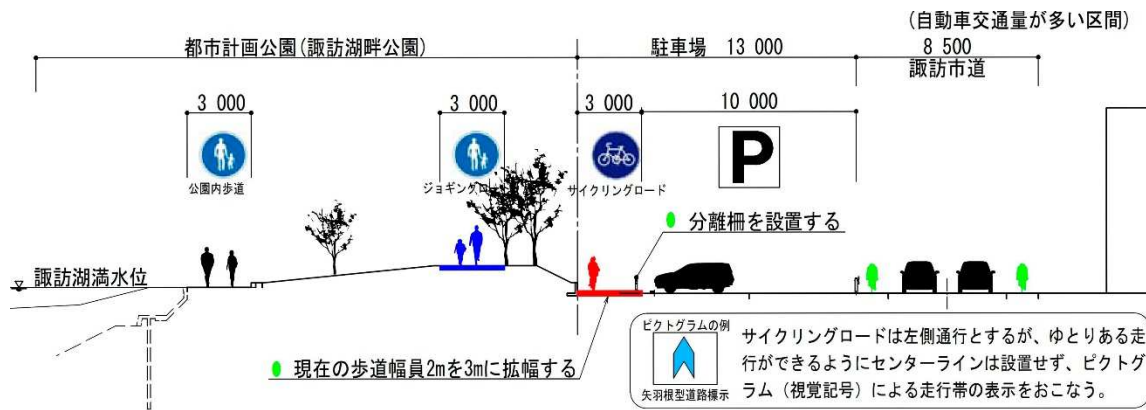 (自動車交通量が多い区間)
都市計画公園(諏訪湖畔公園)
駐車場 13 000
8 500
諏訪市道
3 000
3 000
3 000
10 000
P
公園内歩道
ジョギングロード
サイクリングロード
分離柵を設置する
諏訪湖満水位
現在の歩道幅員2mを3mに拡幅する
ピクトグラムの例
矢羽根型道路標示
サイクリングロードは左側通行とするが、ゆとりある走
行ができるようにセンターラインは設置せず、ピクトグ
ラム（視覚記号）による走行帯の表示をおこなう。